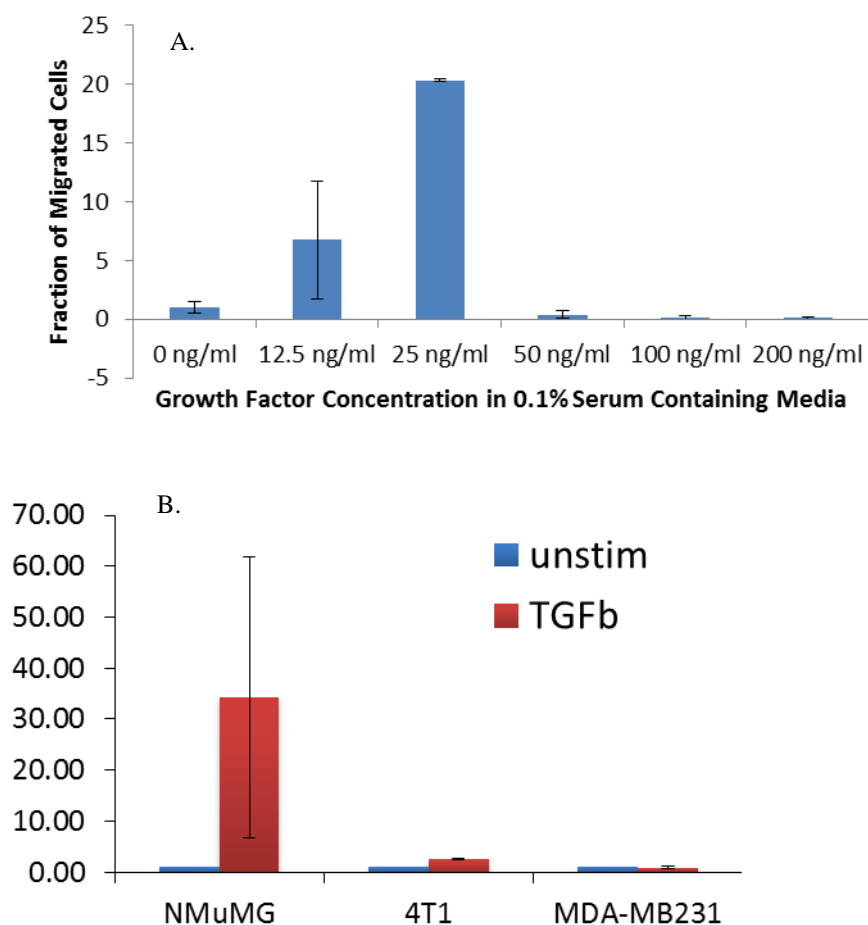 A.
Fraction of Migrated Cells
25
20
15
10
5
0
-5
0 ng/ml 12.5 ng/ml 25 ng/ml 50 ng/ml 100 ng/ml 200 ng/ml
Growth Factor Concentration in 0.1% Serum Containing Media
B.
70.00
60.00
50.00
40.00
30.00
20.00
10.00
0.00
unstim
TGFb
NMuMG 4T1 MDA-MB231